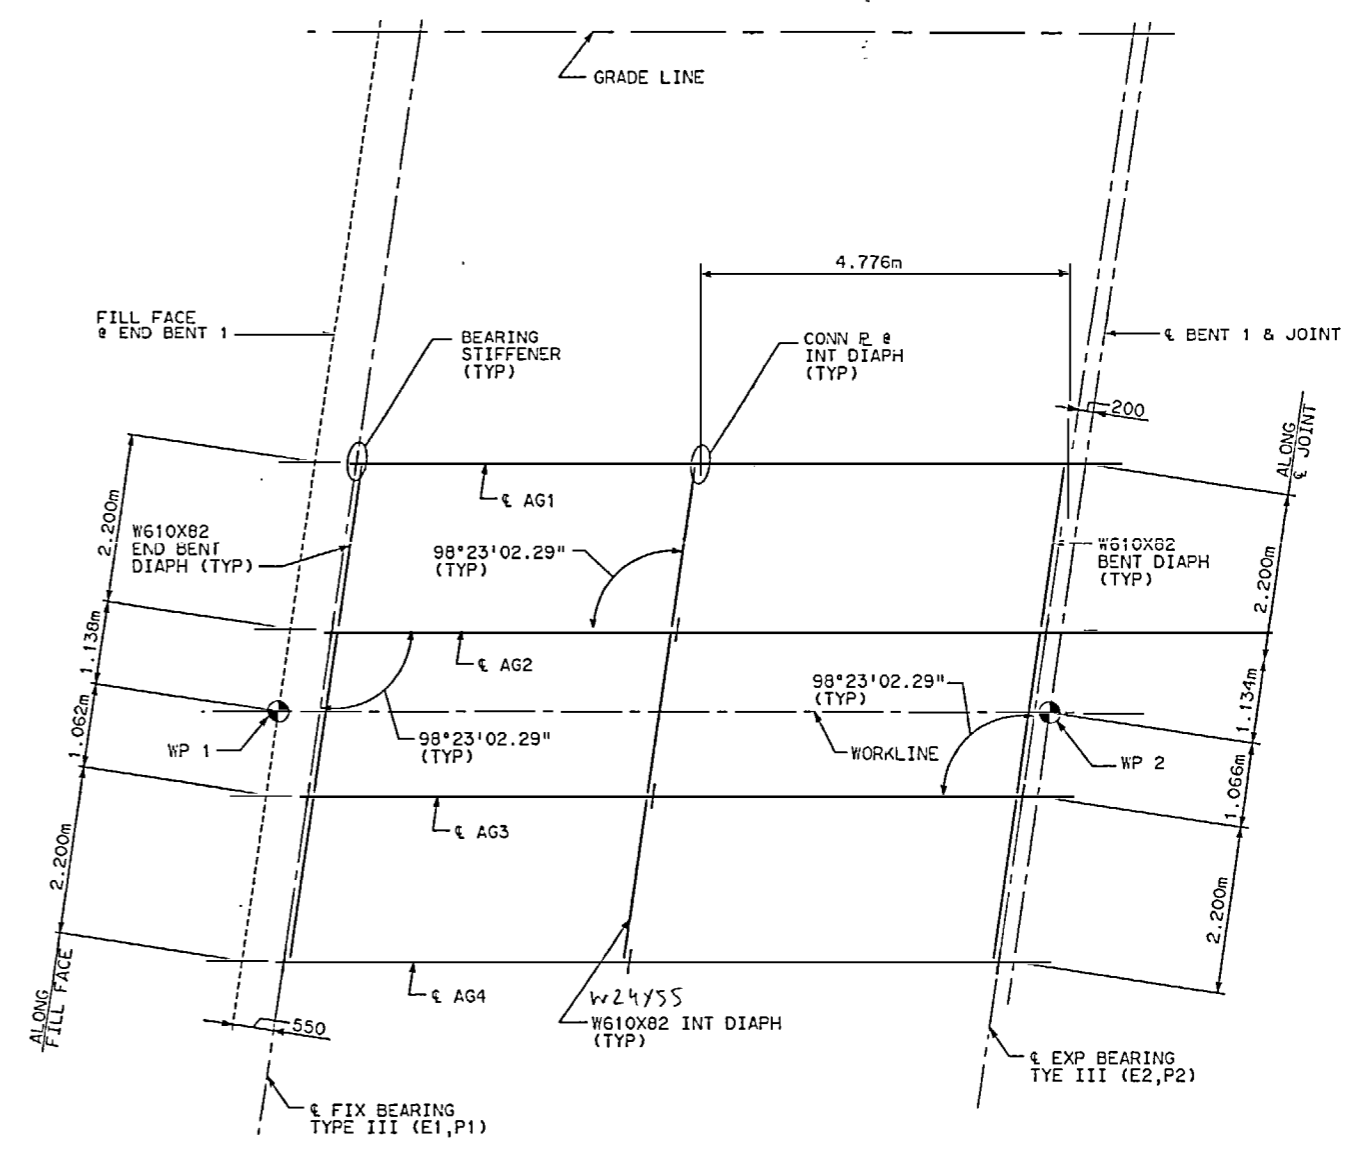 GRADE LINE
4.776m
FILL FACE
@ END BENT 1
BEARING
STIFFENER
(TYP)
CONN ⅊ @
INT DIAPH
(TYP)
℄ BENT 1 & JOINT
200
ALONG
℄ JOINT
2.200m
℄ AG1
W610X82
END BENT
DIAPH (TYP)
98°23'02.29"
(TYP)
W610X82
BENT DIAPH
(TYP)
2.200m
1.138m
℄ AG2
98°23'02.29"
(TYP)
1.134m
1.062m
WP 1
98°23'02.29"
(TYP)
WORKLINE
WP 2
1.066m
℄ AG3
2.200m
2.200m
℄ AG4
W24X55
W610X82 INT DIAPH
(TYP)
ALONG
FILL FACE
550
℄ EXP BEARING
TYE III (E2,P2)
℄ FIX BEARING
TYPE III (E1,P1)